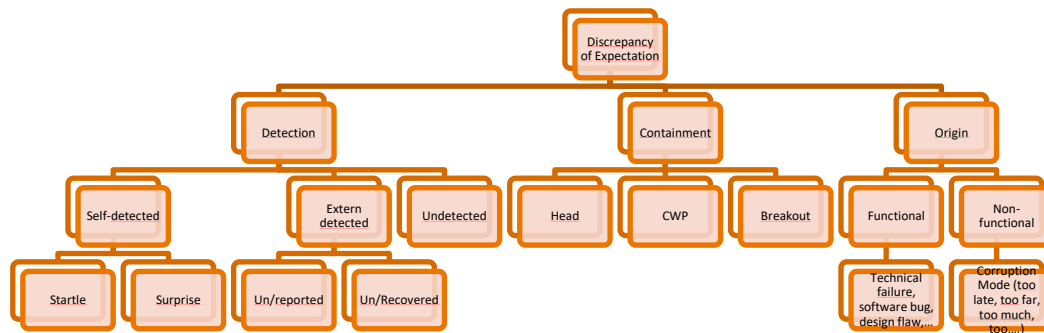 Discrepancy
of Expectation
Detection
Containment
Origin
Self-detected
Extern
detected
Undetected
Head
CWP
Breakout
Functional
Non-
functional
Startle
Surprise
Un/reported
Un/Recovered
Technical
failure,
software bug,
design flaw,...
Corruption
Mode (too
late, too far,
too much,
too....)